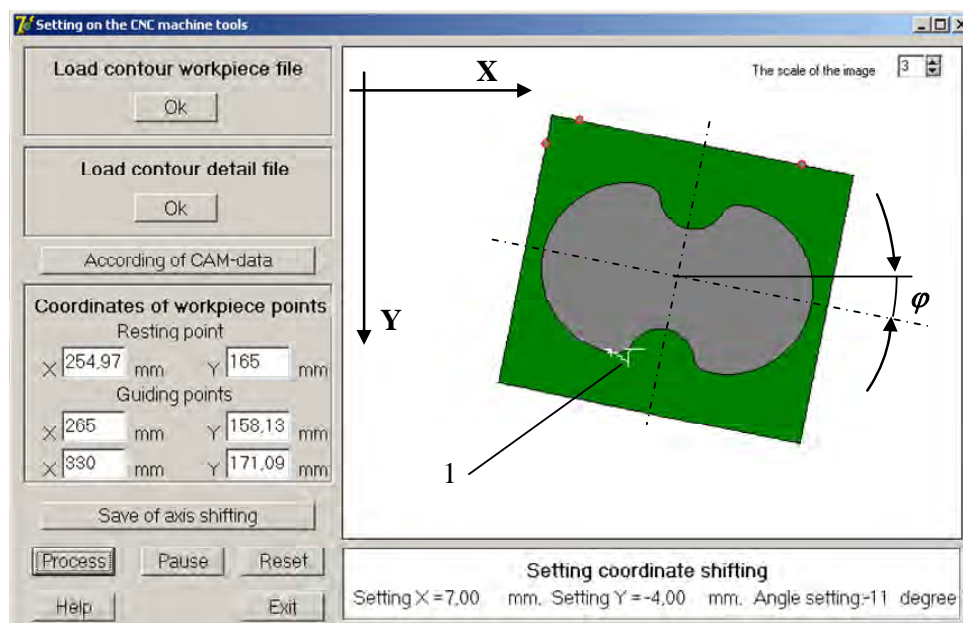 Setting on the CNC machine tools
Load contour workpiece file
Ok
Load contour detail file
Ok
According of CAM-data
Coordinates of workpiece points
Resting point
X 254,97 mm Y 165 mm
Guiding points
X 265 mm Y 158,13 mm
X 330 mm Y 171,09 mm
Save of axis shifting
Process Pause Reset
Help Exit
The scale of the image 3
X
Y
φ
1
Setting coordinate shifting
Setting X =7,00 mm. Setting Y =-4,00 mm. Angle setting:-11 degree